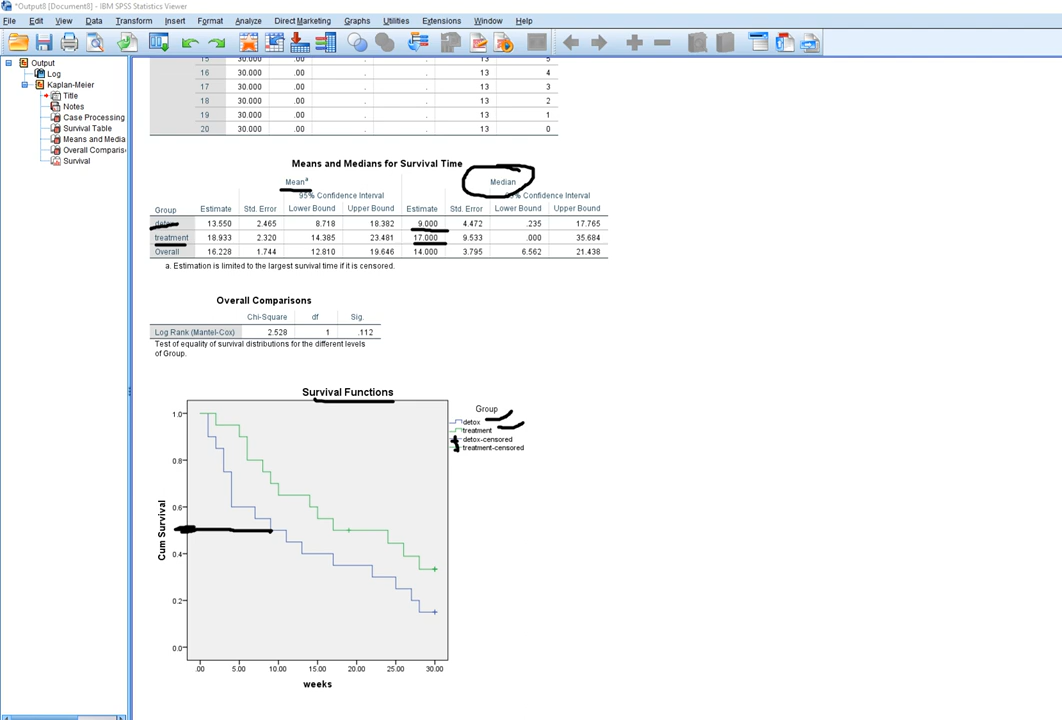 *Output8 [Document8] - IBM SPSS Statistics Viewer
File Edit View Data Transform Insert Format Analyze Direct Marketing Graphs Utilities Extensions Window Help
Output
Log
Kaplan-Meier
Title
Notes
Case Processing
Survival Table
Means and Media
Overall Comparis
Survival
15 30.000 .00 . . 13 5
16 30.000 .00 . . 13 4
17 30.000 .00 . . 13 3
18 30.000 .00 . . 13 2
19 30.000 .00 . . 13 1
20 30.000 .00 . . 13 0
Means and Medians for Survival Time
Meanᵃ Median
95% Confidence Interval 95% Confidence Interval
Group Estimate Std. Error Lower Bound Upper Bound Estimate Std. Error Lower Bound Upper Bound
detox 13.550 2.465 8.718 18.382 9.000 4.472 .235 17.765
treatment 18.933 2.320 14.385 23.481 17.000 9.533 .000 35.684
Overall 16.228 1.744 12.810 19.646 14.000 3.795 6.562 21.438
a. Estimation is limited to the largest survival time if it is censored.
Overall Comparisons
Chi-Square df Sig.
Log Rank (Mantel-Cox) 2.528 1 .112
Test of equality of survival distributions for the different levels
of Group.
Survival Functions
Group
detox
treatment
detox-censored
treatment-censored
1.0
0.8
0.6
0.4
0.2
0.0
Cum Survival
.00 5.00 10.00 15.00 20.00 25.00 30.00
weeks